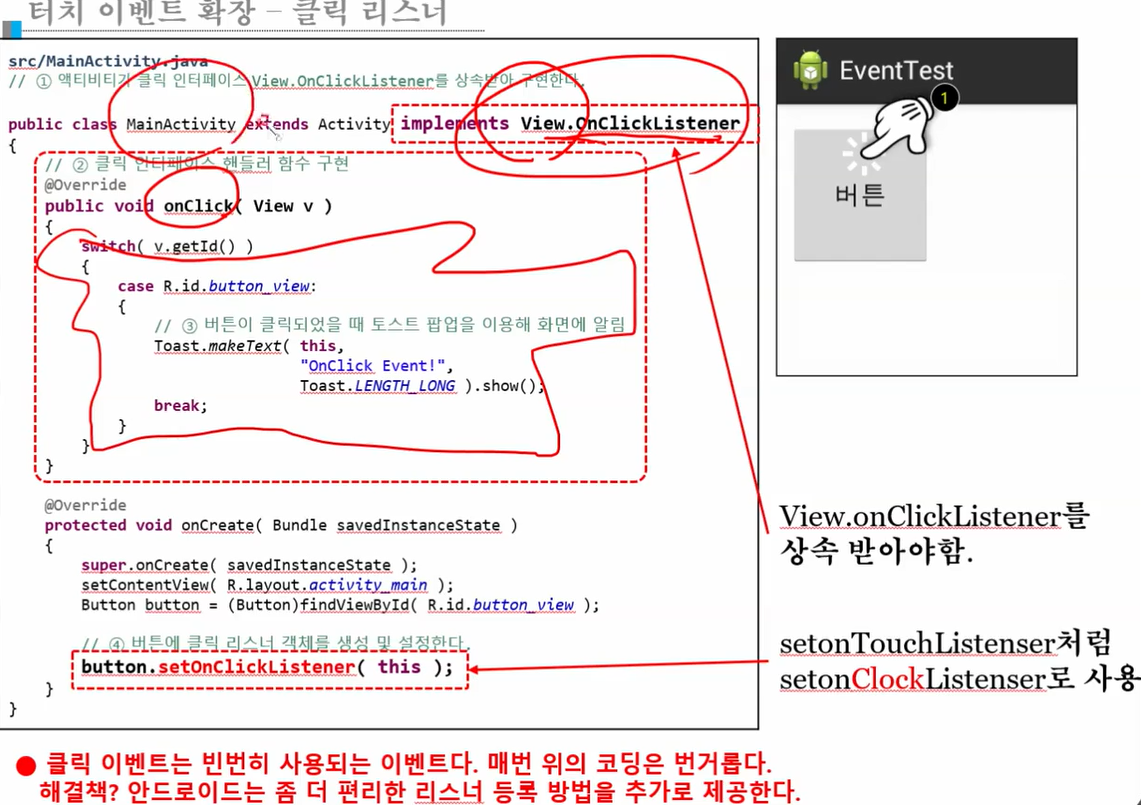 터치 이벤트 확장 – 클릭 리스너
src/MainActivity.java
// ① 액티비티가 클릭 인터페이스 View.OnClickListener를 상속받아 구현한다.
public class MainActivity extends Activity implements View.OnClickListener
{
// ② 클릭 인터페이스 핸들러 함수 구현
@Override
public void onClick( View v )
{
switch( v.getId() )
{
case R.id.button_view:
{
// ③ 버튼이 클릭되었을 때 토스트 팝업을 이용해 화면에 알림
Toast.makeText( this,
"OnClick Event!",
Toast.LENGTH_LONG ).show();
break;
}
}
}
@Override
protected void onCreate( Bundle savedInstanceState )
{
super.onCreate( savedInstanceState );
setContentView( R.layout.activity_main );
Button button = (Button)findViewById( R.id.button_view );
// ④ 버튼에 클릭 리스너 객체를 생성 및 설정한다.
button.setOnClickListener( this );
}
}
EventTest
1
버튼
View.onClickListener를
상속 받아야함.
setonTouchListenser처럼
setonClockListenser로 사용
● 클릭 이벤트는 빈번히 사용되는 이벤트다. 매번 위의 코딩은 번거롭다.
해결책? 안드로이드는 좀 더 편리한 리스너 등록 방법을 추가로 제공한다.